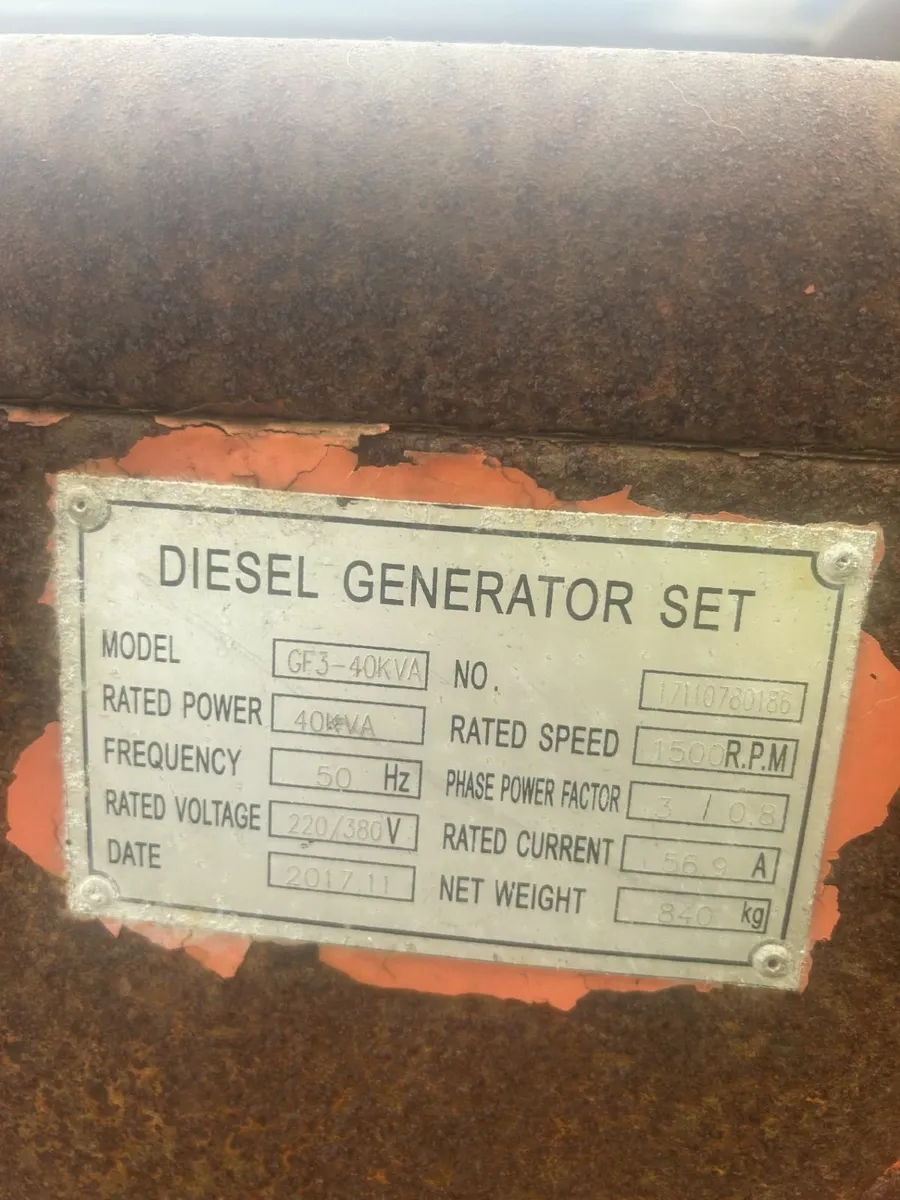 DIESEL GENERATOR SET
MODEL GF3-40KVA NO. 17110780186
RATED POWER 40KVA RATED SPEED 1500R.P.M
FREQUENCY 50 Hz PHASE POWER FACTOR 3 / 0.8
RATED VOLTAGE 220/380V RATED CURRENT 56.9 A
DATE 2017.11 NET WEIGHT 840 kg